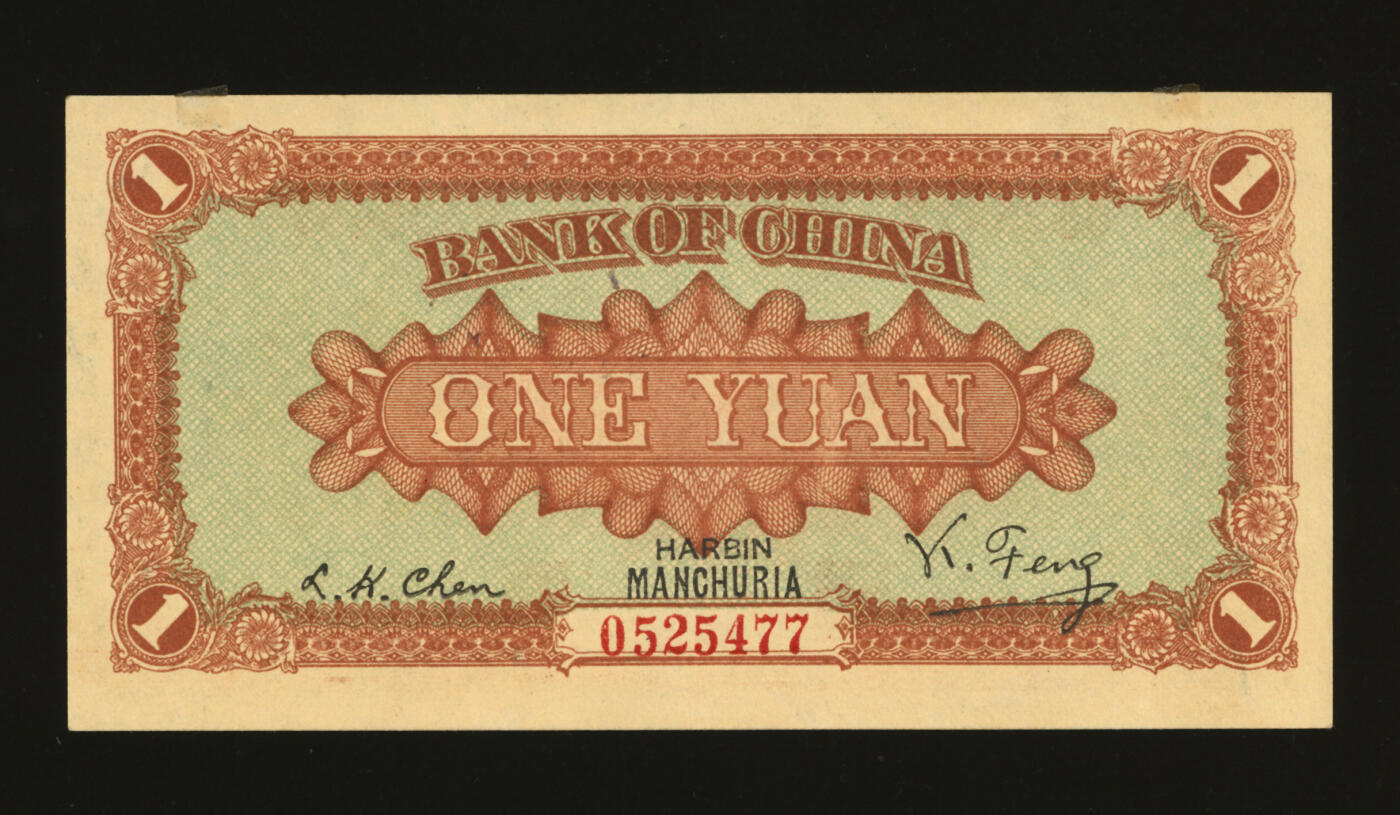 1 1
BANK OF CHINA
ONE YUAN
HARBIN
MANCHURIA
L. H. Chen K. Feng
0525477
1 1